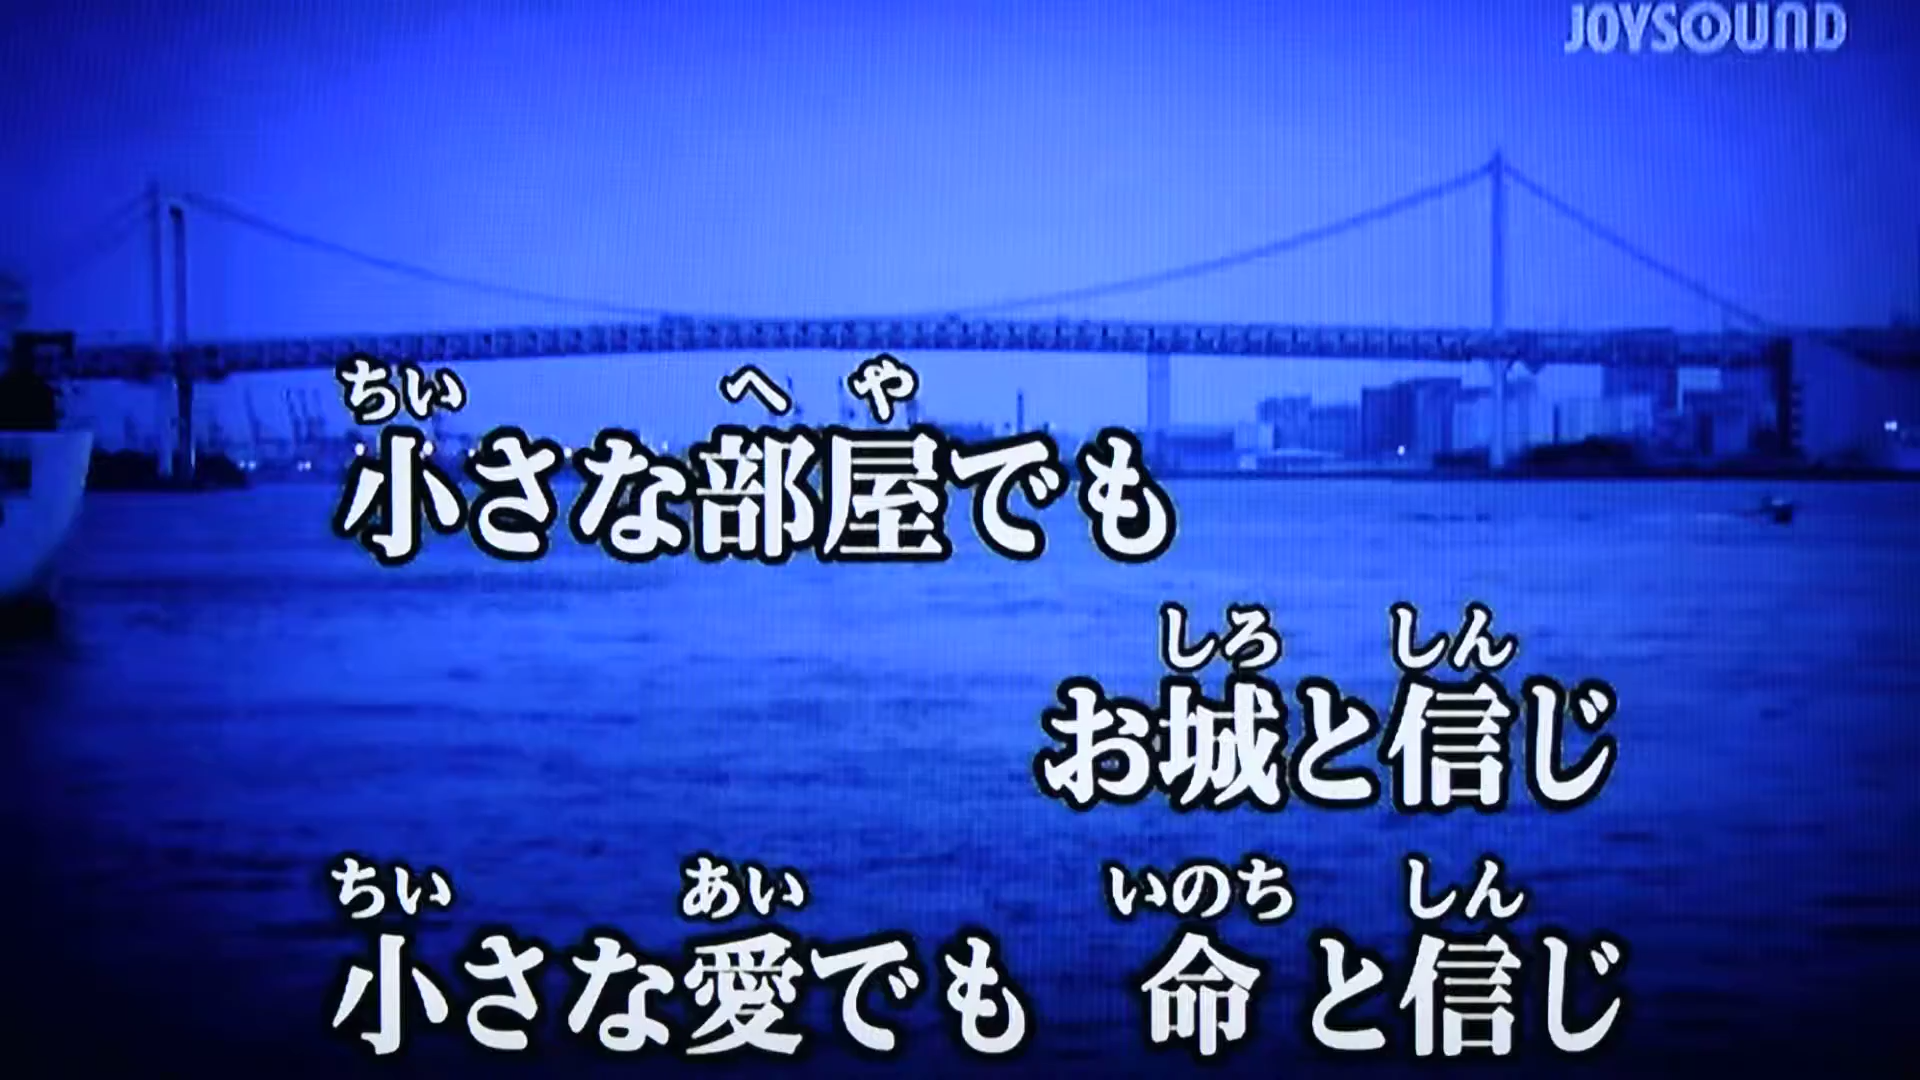 JOYSOUND
ちい へ や
小さな部屋でも
しろ しん
お城と信じ
ちい あい いのち しん
小さな愛でも 命と信じ